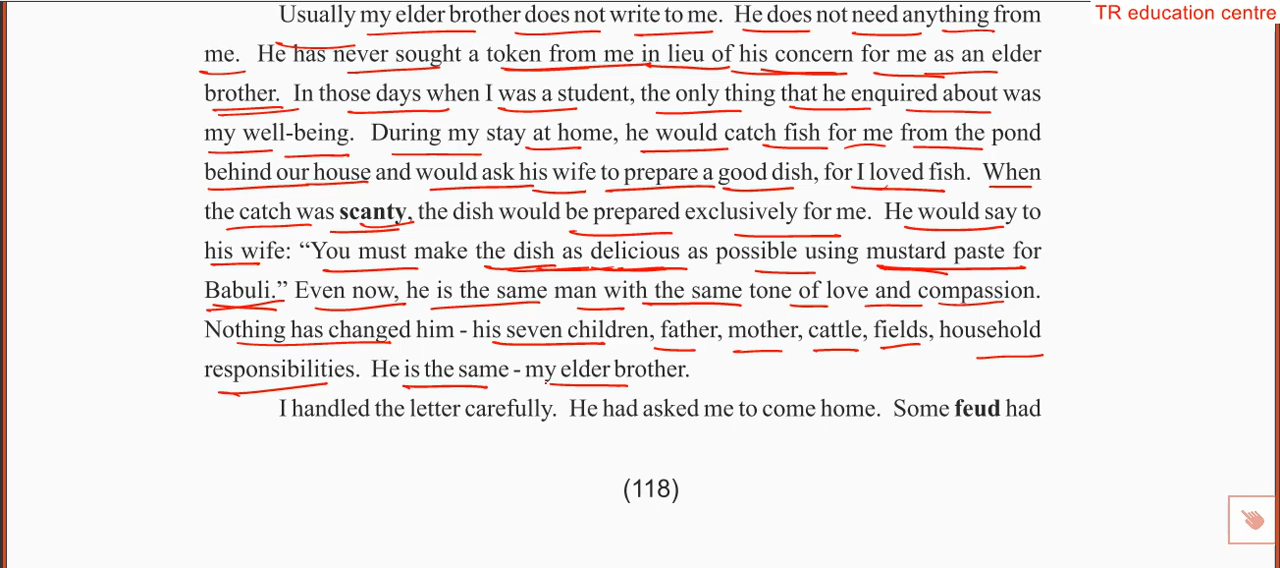 TR education centre
Usually my elder brother does not write to me. He does not need anything from
me. He has never sought a token from me in lieu of his concern for me as an elder
brother. In those days when I was a student, the only thing that he enquired about was
my well-being. During my stay at home, he would catch fish for me from the pond
behind our house and would ask his wife to prepare a good dish, for I loved fish. When
the catch was scanty, the dish would be prepared exclusively for me. He would say to
his wife: “You must make the dish as delicious as possible using mustard paste for
Babuli.” Even now, he is the same man with the same tone of love and compassion.
Nothing has changed him - his seven children, father, mother, cattle, fields, household
responsibilities. He is the same - my elder brother.
I handled the letter carefully. He had asked me to come home. Some feud had
(118)